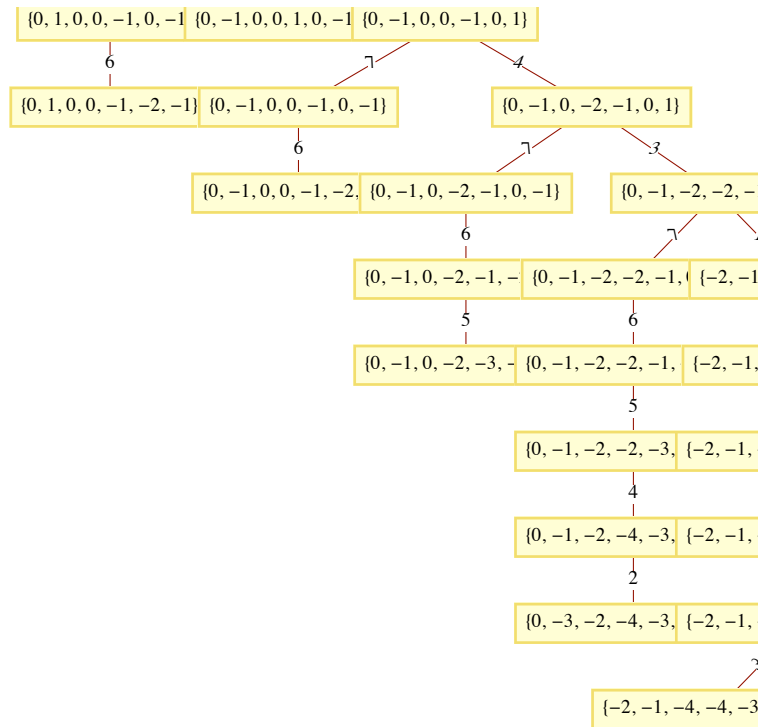 {0, 1, 0, 0, −1, 0, −1 {0, −1, 0, 0, 1, 0, −1 {0, −1, 0, 0, −1, 0, 1}
6 7 4
{0, 1, 0, 0, −1, −2, −1} {0, −1, 0, 0, −1, 0, −1} {0, −1, 0, −2, −1, 0, 1}
6 7 3
{0, −1, 0, 0, −1, −2, {0, −1, 0, −2, −1, 0, −1} {0, −1, −2, −2, −1
6 7
{0, −1, 0, −2, −1, − {0, −1, −2, −2, −1, {−2, −1
5 6
{0, −1, 0, −2, −3, − {0, −1, −2, −2, −1, {−2, −1,
5
{0, −1, −2, −2, −3, {−2, −1,
4
{0, −1, −2, −4, −3, {−2, −1,
2
{0, −3, −2, −4, −3, {−2, −1,
{−2, −1, −4, −4, −3